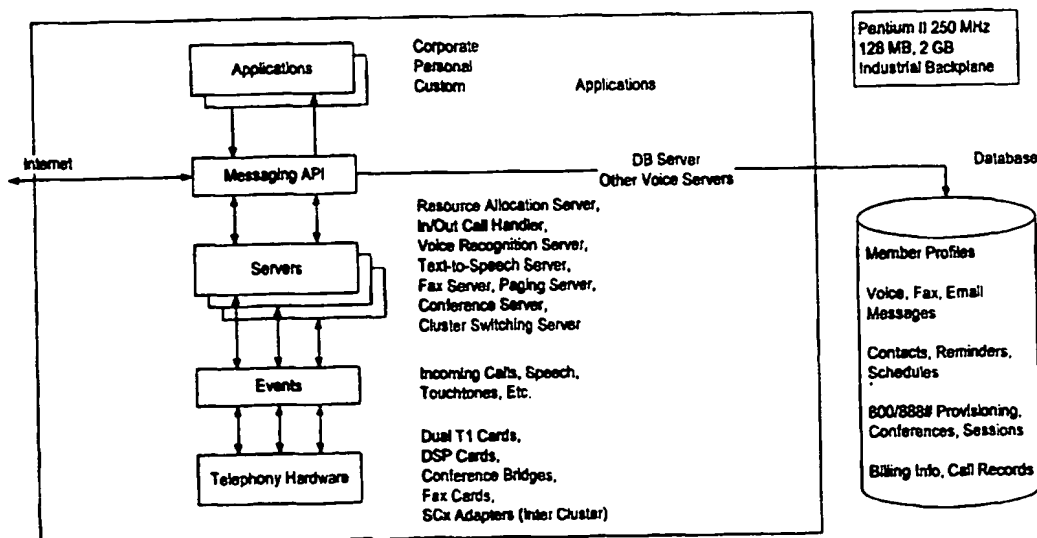 Pentium II 250 MHz
128 MB, 2 GB
Industrial Backplane
Applications
Corporate
Personal
Custom
Applications
Internet
Messaging API
DB Server
Other Voice Servers
Database
Resource Allocation Server,
In/Out Call Handler,
Voice Recognition Server,
Text-to-Speech Server,
Fax Server, Paging Server,
Conference Server,
Cluster Switching Server
Servers
Events
Incoming Calls, Speech,
Touchtones, Etc.
Telephony Hardware
Dual T1 Cards,
DSP Cards,
Conference Bridges,
Fax Cards,
SCx Adapters (Inter Cluster)
Member Profiles
Voice, Fax, Email
Messages
Contacts, Reminders,
Schedules
800/888# Provisioning,
Conferences, Sessions
Billing Info, Call Records